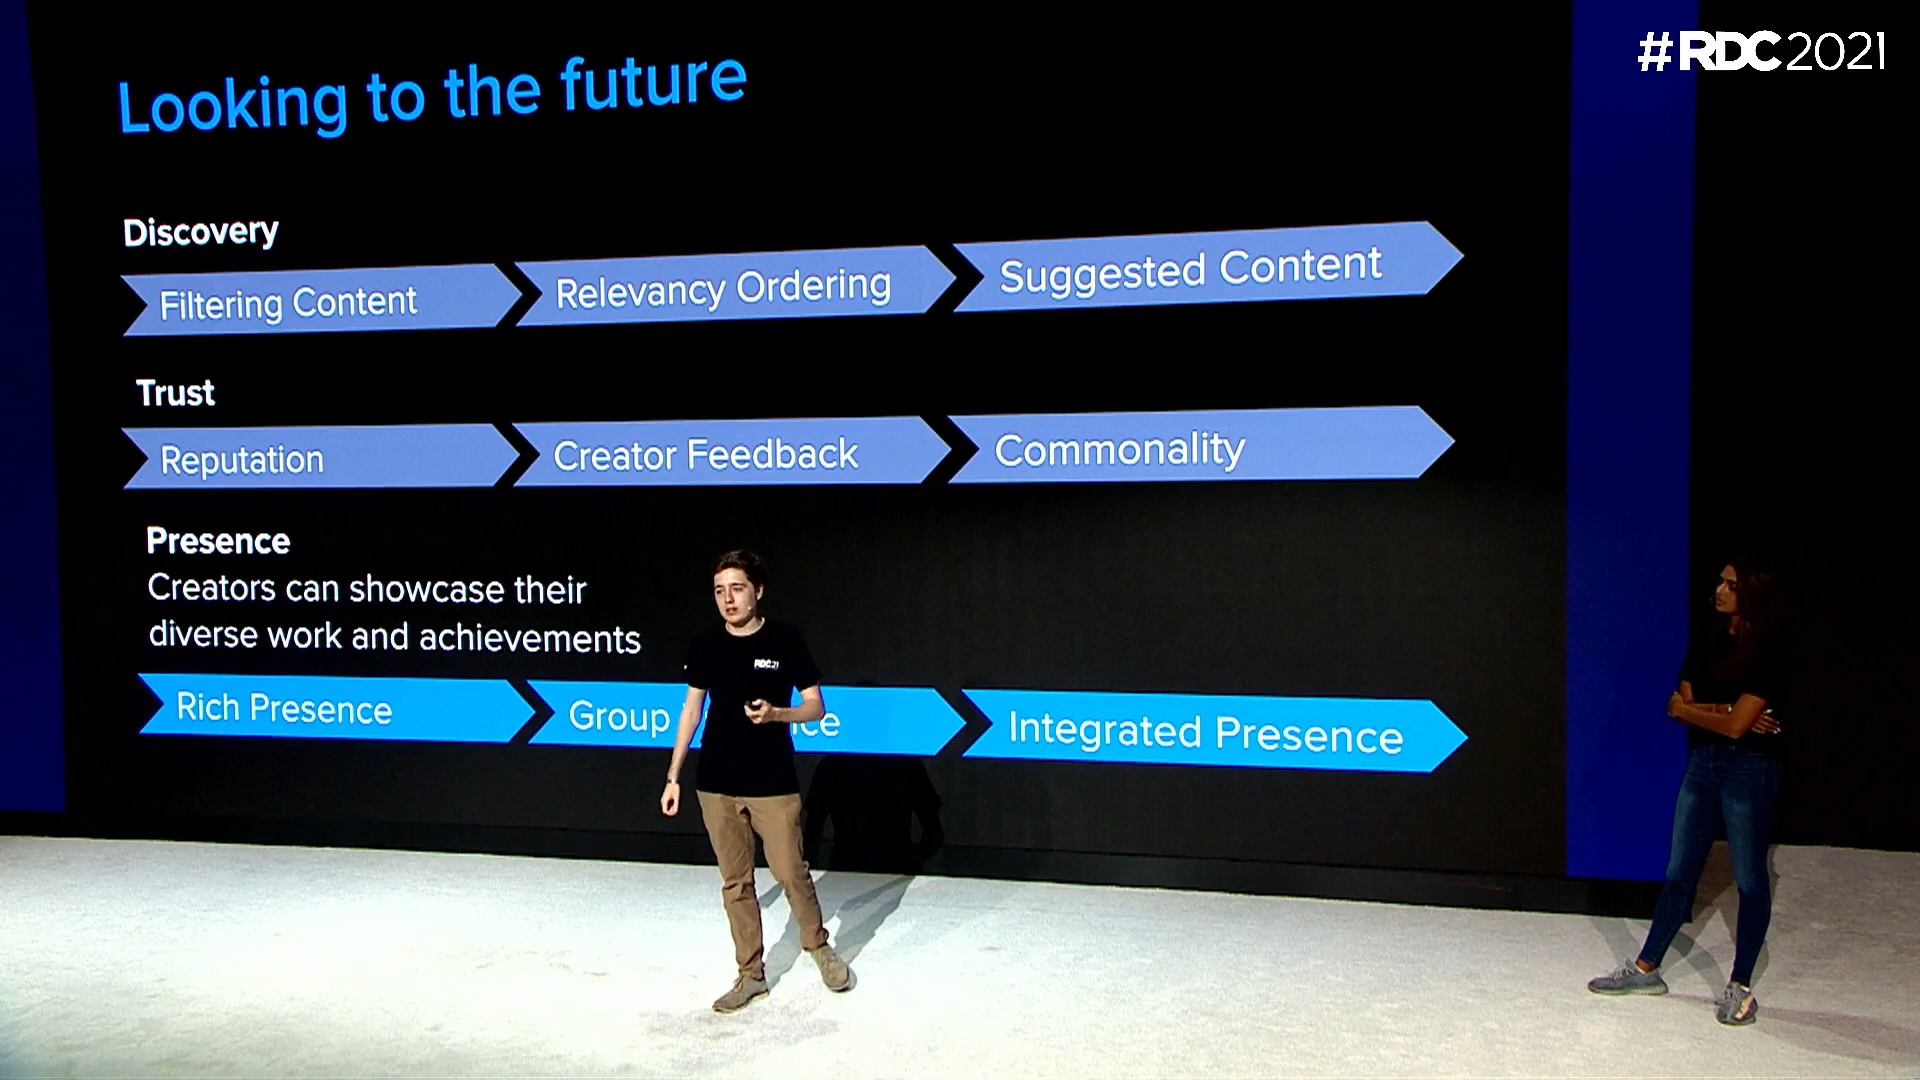 #RDC2021
Looking to the future
Discovery
Filtering Content
Relevancy Ordering
Suggested Content
Trust
Reputation
Creator Feedback
Commonality
Presence
Creators can showcase their
diverse work and achievements
Rich Presence
Group
Integrated Presence
RDC21